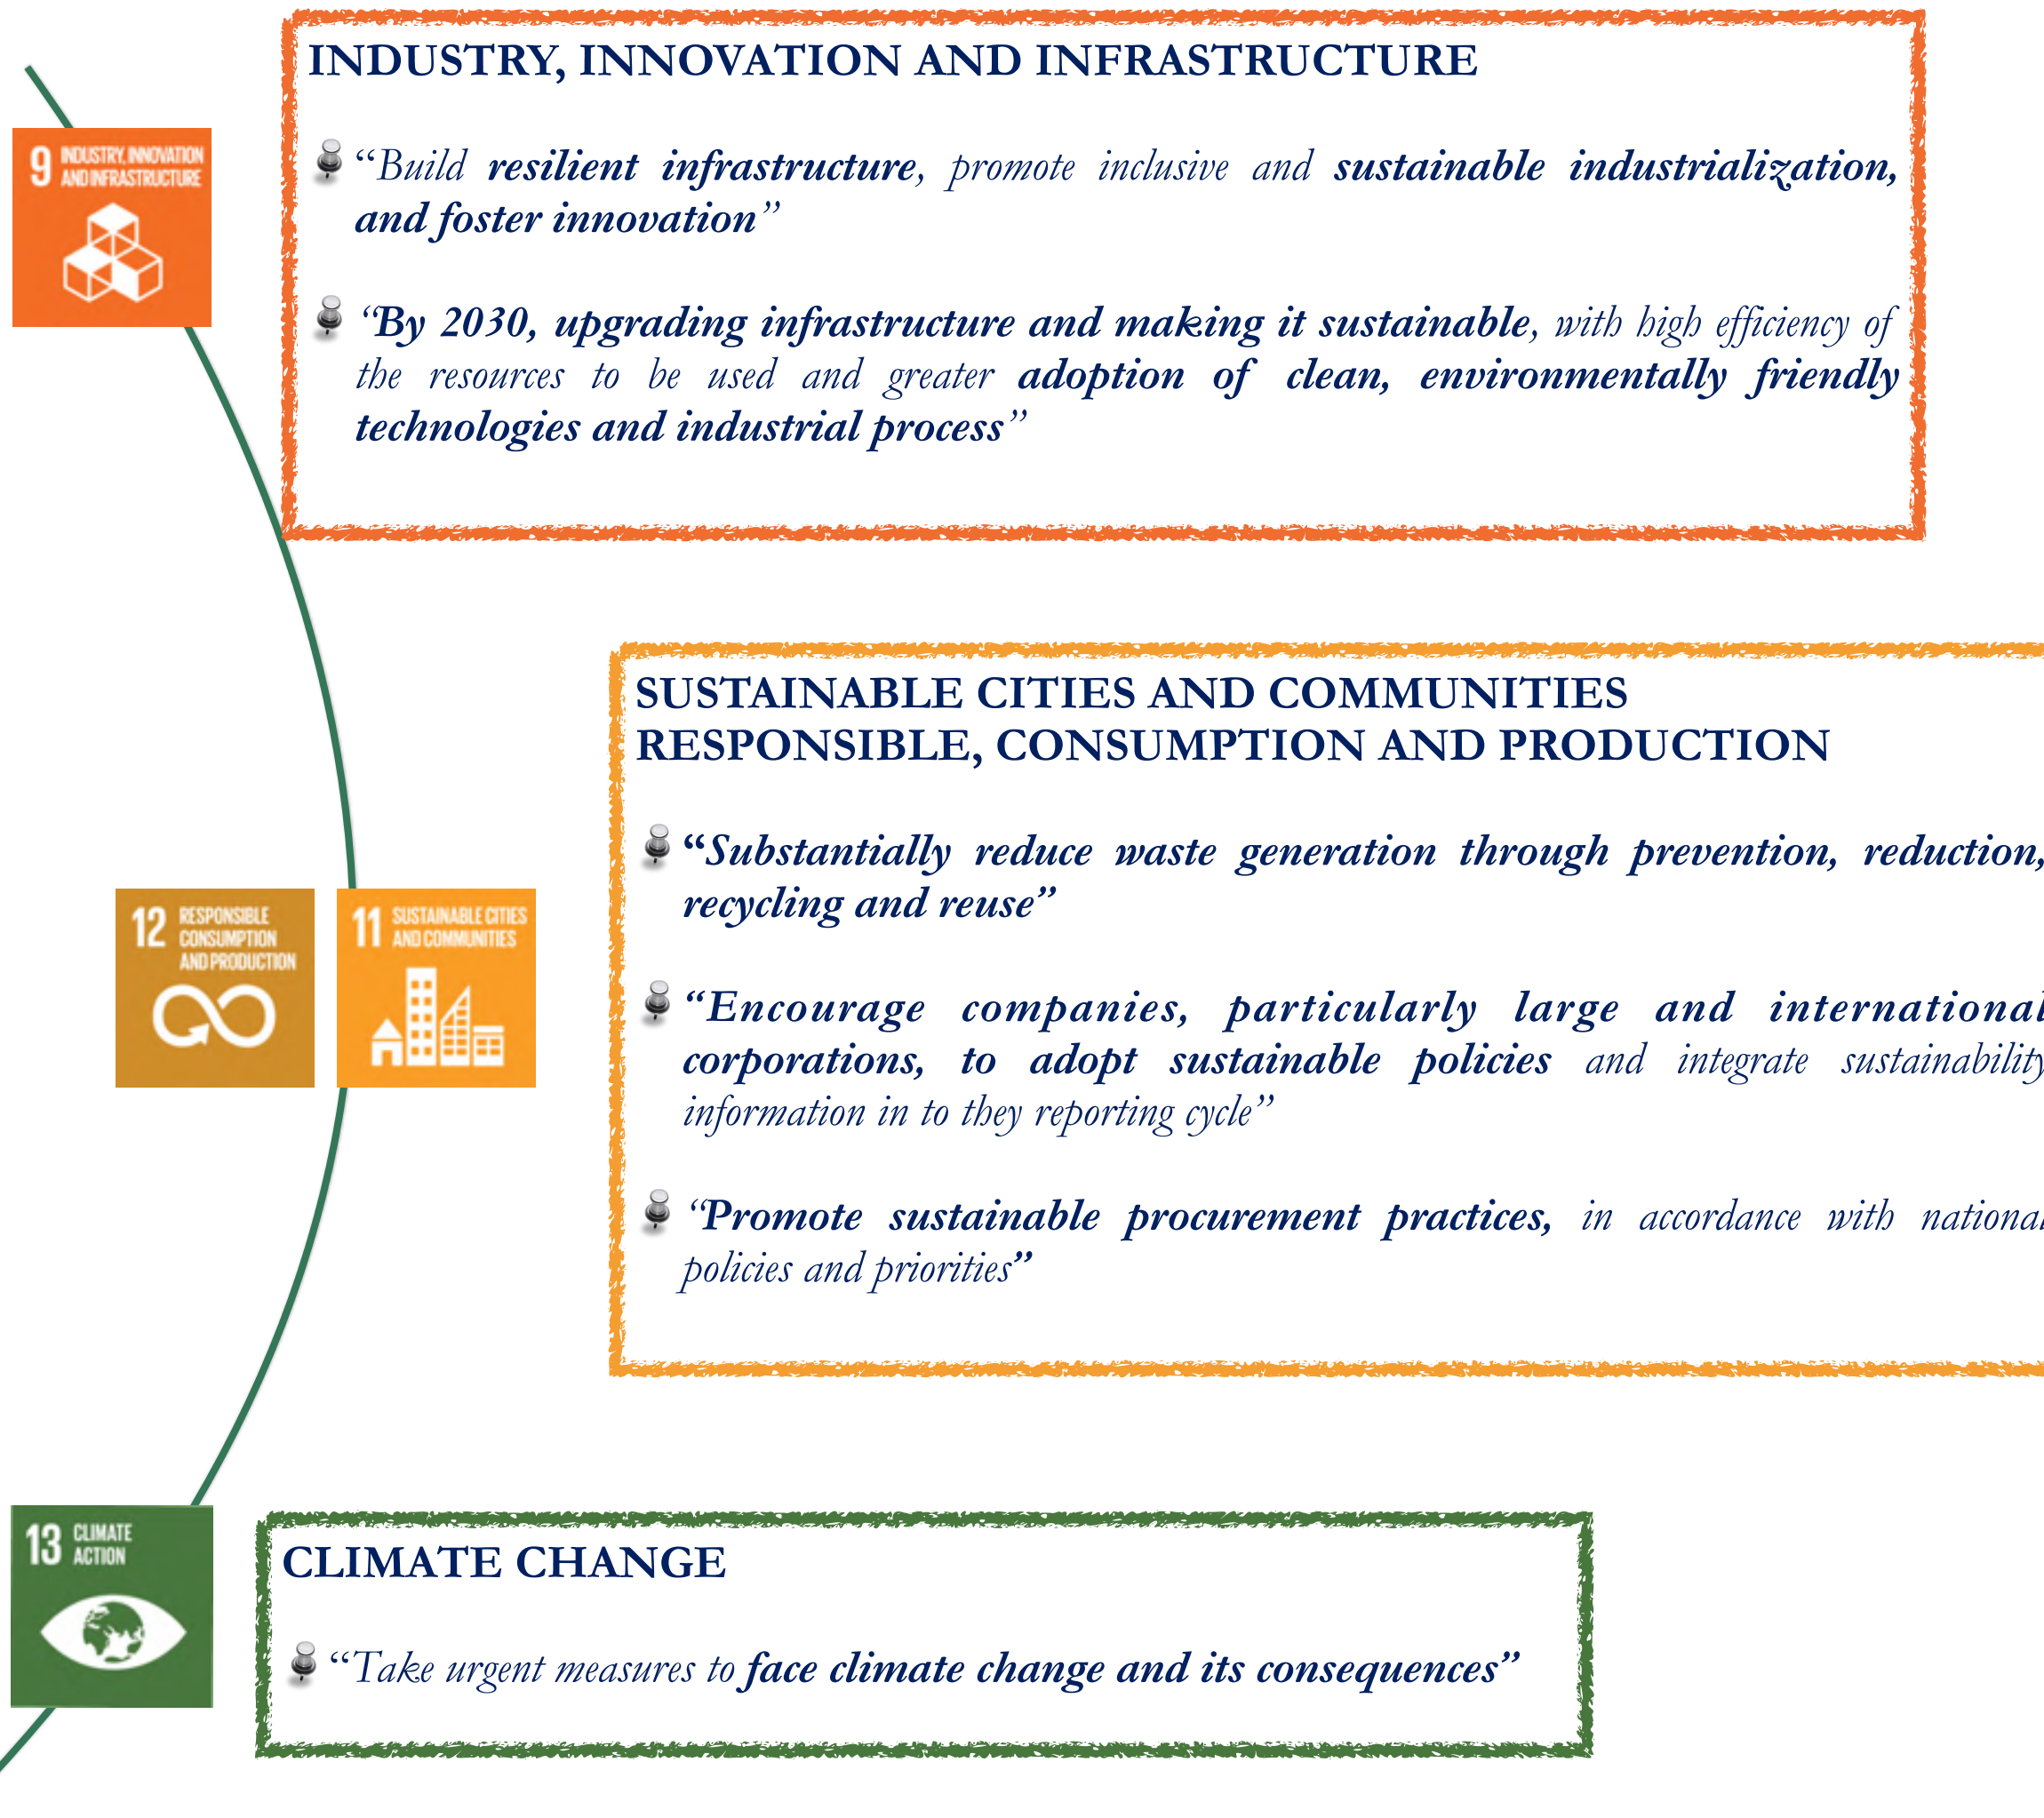 INDUSTRY, INNOVATION AND INFRASTRUCTURE
9 INDUSTRY, INNOVATION
AND INFRASTRUCTURE
“Build resilient infrastructure, promote inclusive and sustainable industrialization,
and foster innovation”
“By 2030, upgrading infrastructure and making it sustainable, with high efficiency of
the resources to be used and greater adoption of clean, environmentally friendly
technologies and industrial process”
SUSTAINABLE CITIES AND COMMUNITIES
RESPONSIBLE, CONSUMPTION AND PRODUCTION
12 RESPONSIBLE
CONSUMPTION
AND PRODUCTION
11 SUSTAINABLE CITIES
AND COMMUNITIES
“Substantially reduce waste generation through prevention, reduction,
recycling and reuse”
“Encourage companies, particularly large and international
corporations, to adopt sustainable policies and integrate sustainability
information in to they reporting cycle”
“Promote sustainable procurement practices, in accordance with national
policies and priorities”
13 CLIMATE
ACTION
CLIMATE CHANGE
“Take urgent measures to face climate change and its consequences”